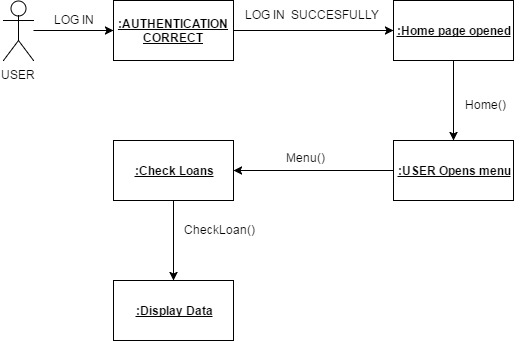 LOG IN
:AUTHENTICATION
CORRECT
LOG IN  SUCCESFULLY
:Home page opened
USER
Home()
:Check Loans
Menu()
:USER Opens menu
CheckLoan()
:Display Data